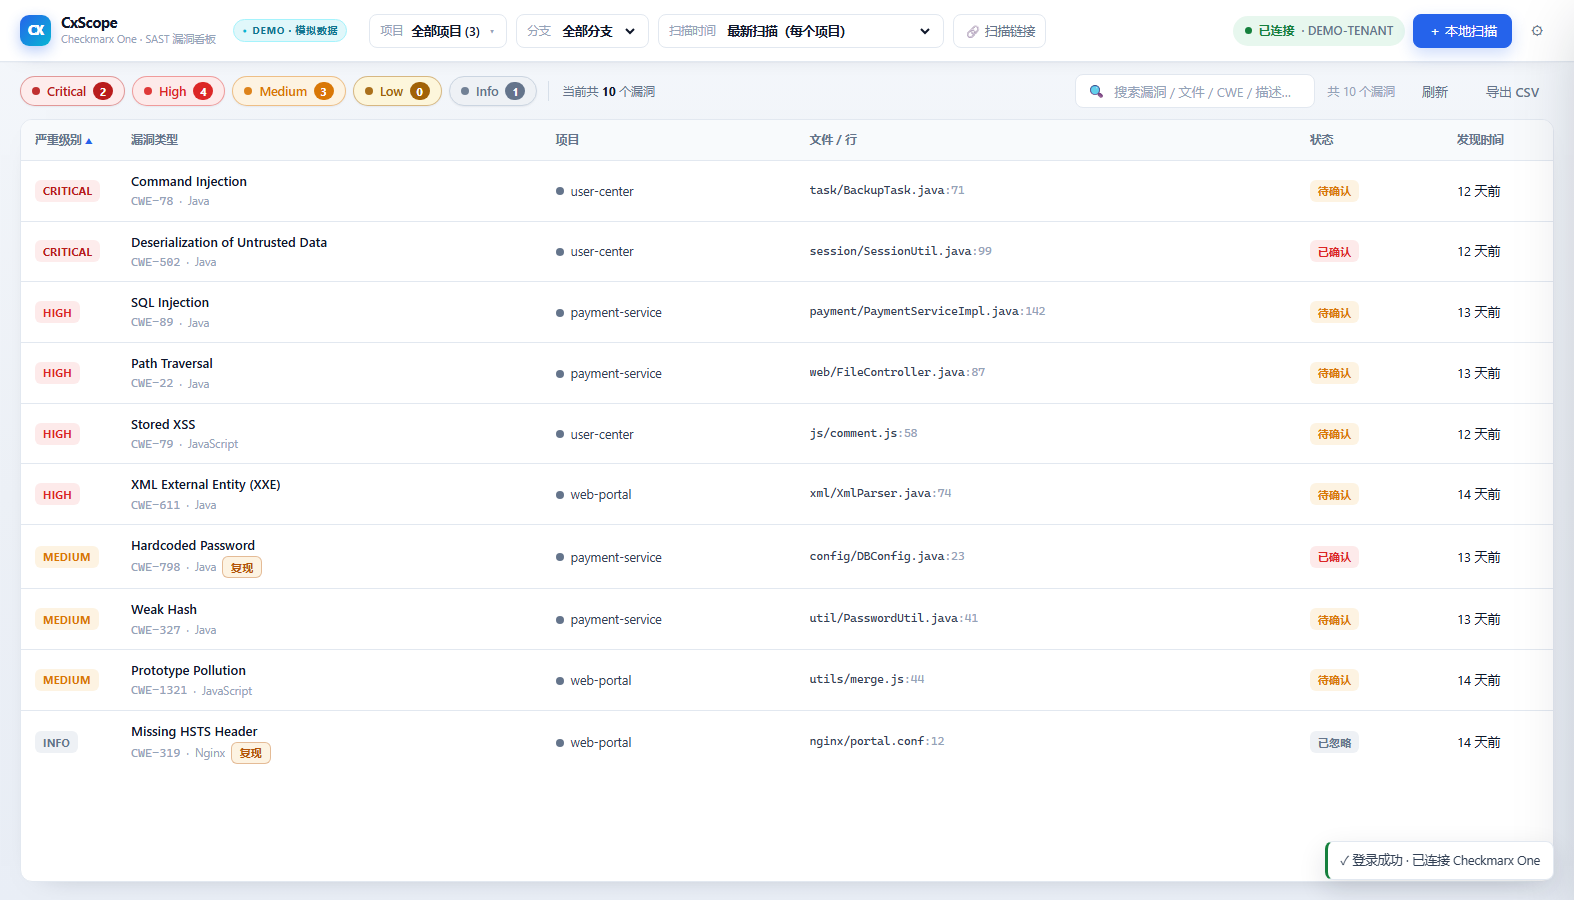 CX
CxScope
Checkmarx One · SAST 漏洞看板
DEMO · 模拟数据
项目 全部项目 (3)
分支 全部分支
扫描时间 最新扫描（每个项目）
扫描链接
已连接 · DEMO-TENANT
+ 本地扫描
Critical 2
High 4
Medium 3
Low 0
Info 1
当前共 10 个漏洞
搜索漏洞 / 文件 / CWE / 描述...
共 10 个漏洞
刷新
导出 CSV
严重级别 漏洞类型 项目 文件 / 行 状态 发现时间
CRITICAL Command Injection user-center task/BackupTask.java:71 待确认 12 天前
CWE-78 · Java
CRITICAL Deserialization of Untrusted Data user-center session/SessionUtil.java:99 已确认 12 天前
CWE-502 · Java
HIGH SQL Injection payment-service payment/PaymentServiceImpl.java:142 待确认 13 天前
CWE-89 · Java
HIGH Path Traversal payment-service web/FileController.java:87 待确认 13 天前
CWE-22 · Java
HIGH Stored XSS user-center js/comment.js:58 待确认 12 天前
CWE-79 · JavaScript
HIGH XML External Entity (XXE) web-portal xml/XmlParser.java:74 待确认 14 天前
CWE-611 · Java
MEDIUM Hardcoded Password payment-service config/DBConfig.java:23 已确认 13 天前
CWE-798 · Java 复现
MEDIUM Weak Hash payment-service util/PasswordUtil.java:41 待确认 13 天前
CWE-327 · Java
MEDIUM Prototype Pollution web-portal utils/merge.js:44 待确认 14 天前
CWE-1321 · JavaScript
INFO Missing HSTS Header web-portal nginx/portal.conf:12 已忽略 14 天前
CWE-319 · Nginx 复现
✓ 登录成功 · 已连接 Checkmarx One